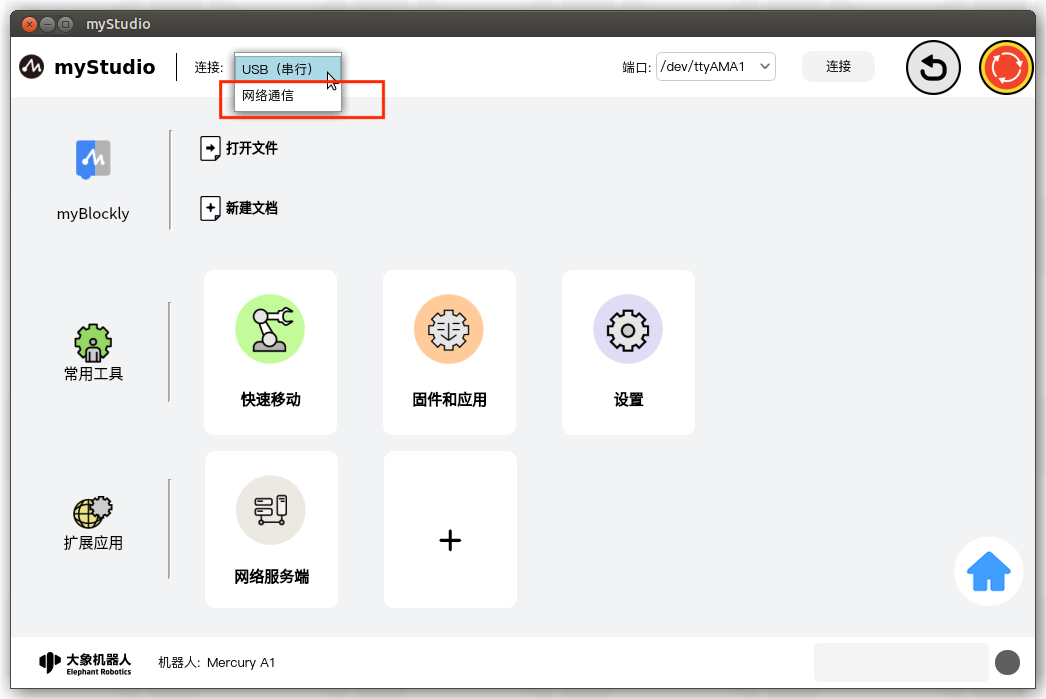 myStudio
myStudio
连接:
USB（串行）
网络通信
端口:
/dev/ttyAMA1
连接
myBlockly
打开文件
新建文档
常用工具
快速移动
固件和应用
设置
扩展应用
网络服务端
大象机器人
Elephant Robotics
机器人: Mercury A1